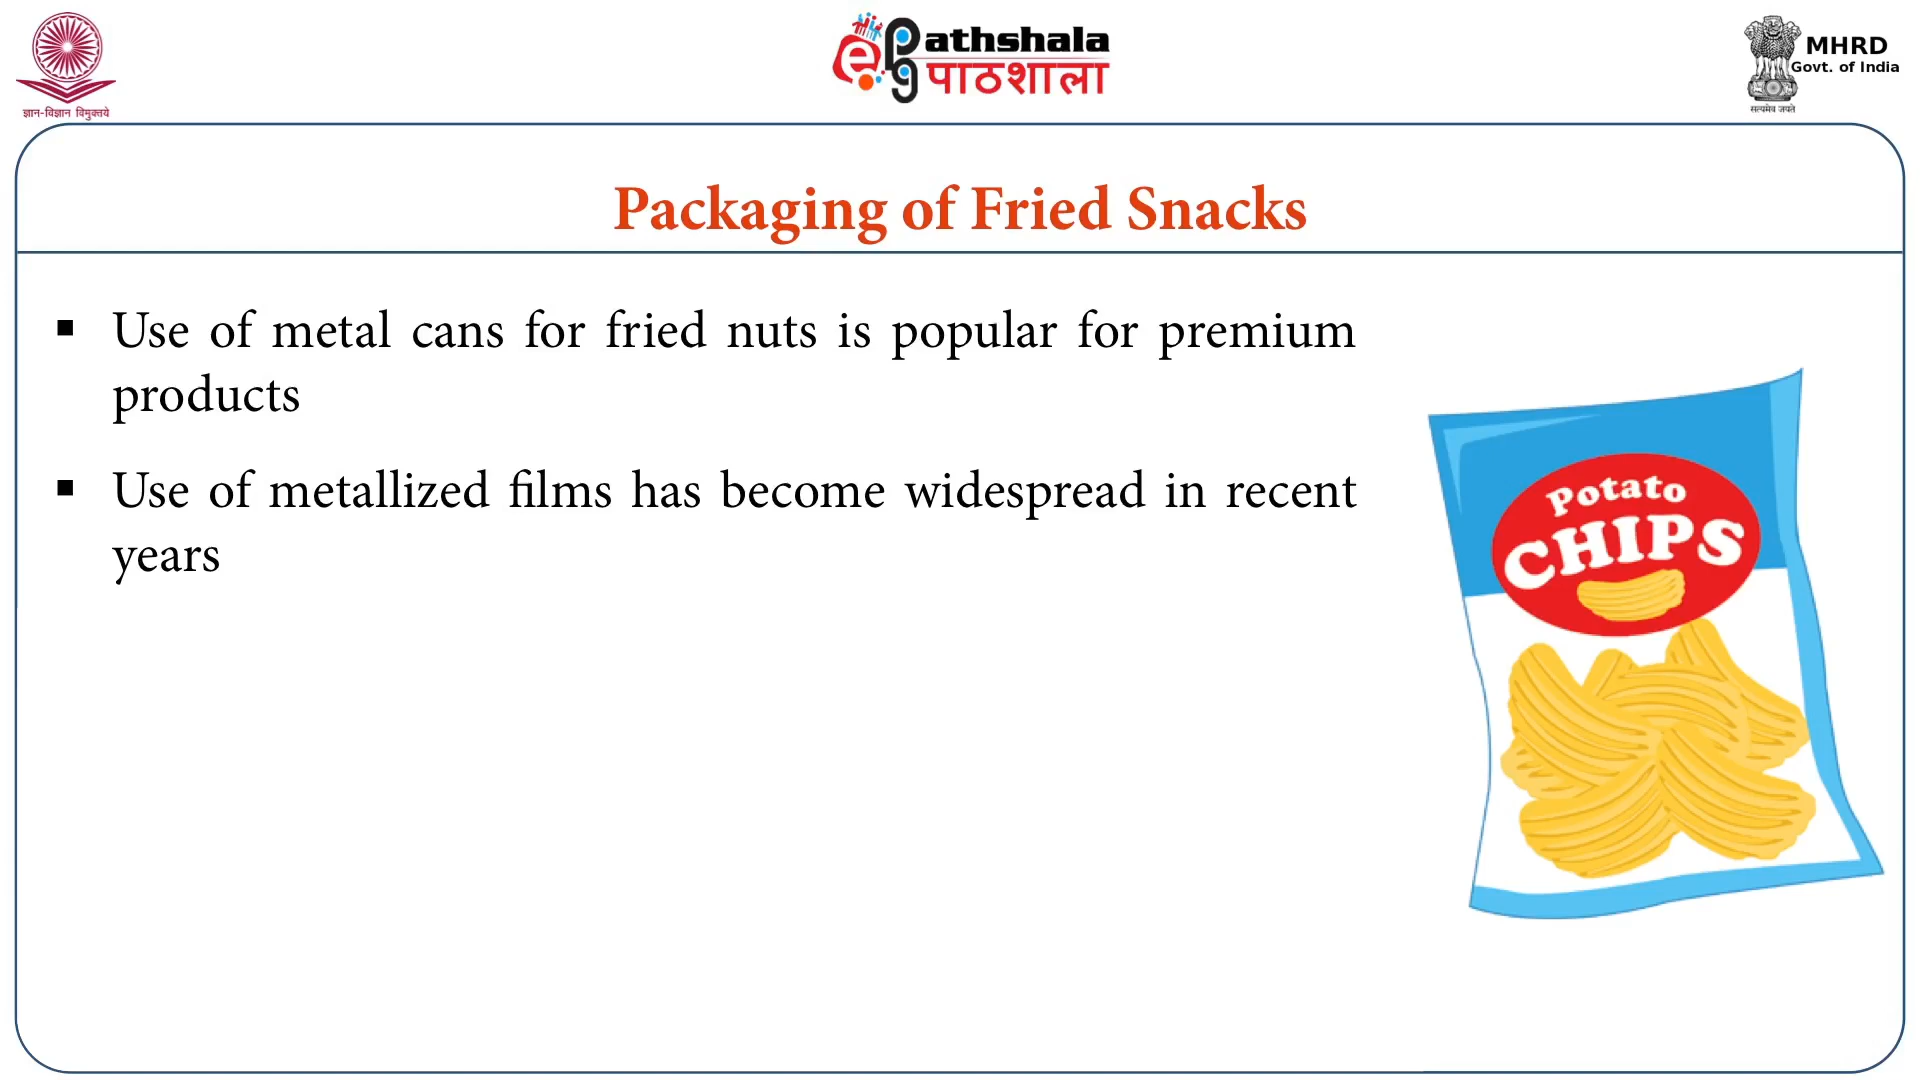 ज्ञान-विज्ञान विमुक्तये
ePathshala
पाठशाला
MHRD
Govt. of India
सत्यमेव जयते
Packaging of Fried Snacks
▪ Use of metal cans for fried nuts is popular for premium
products
▪ Use of metallized films has become widespread in recent
years
Potato
CHIPS